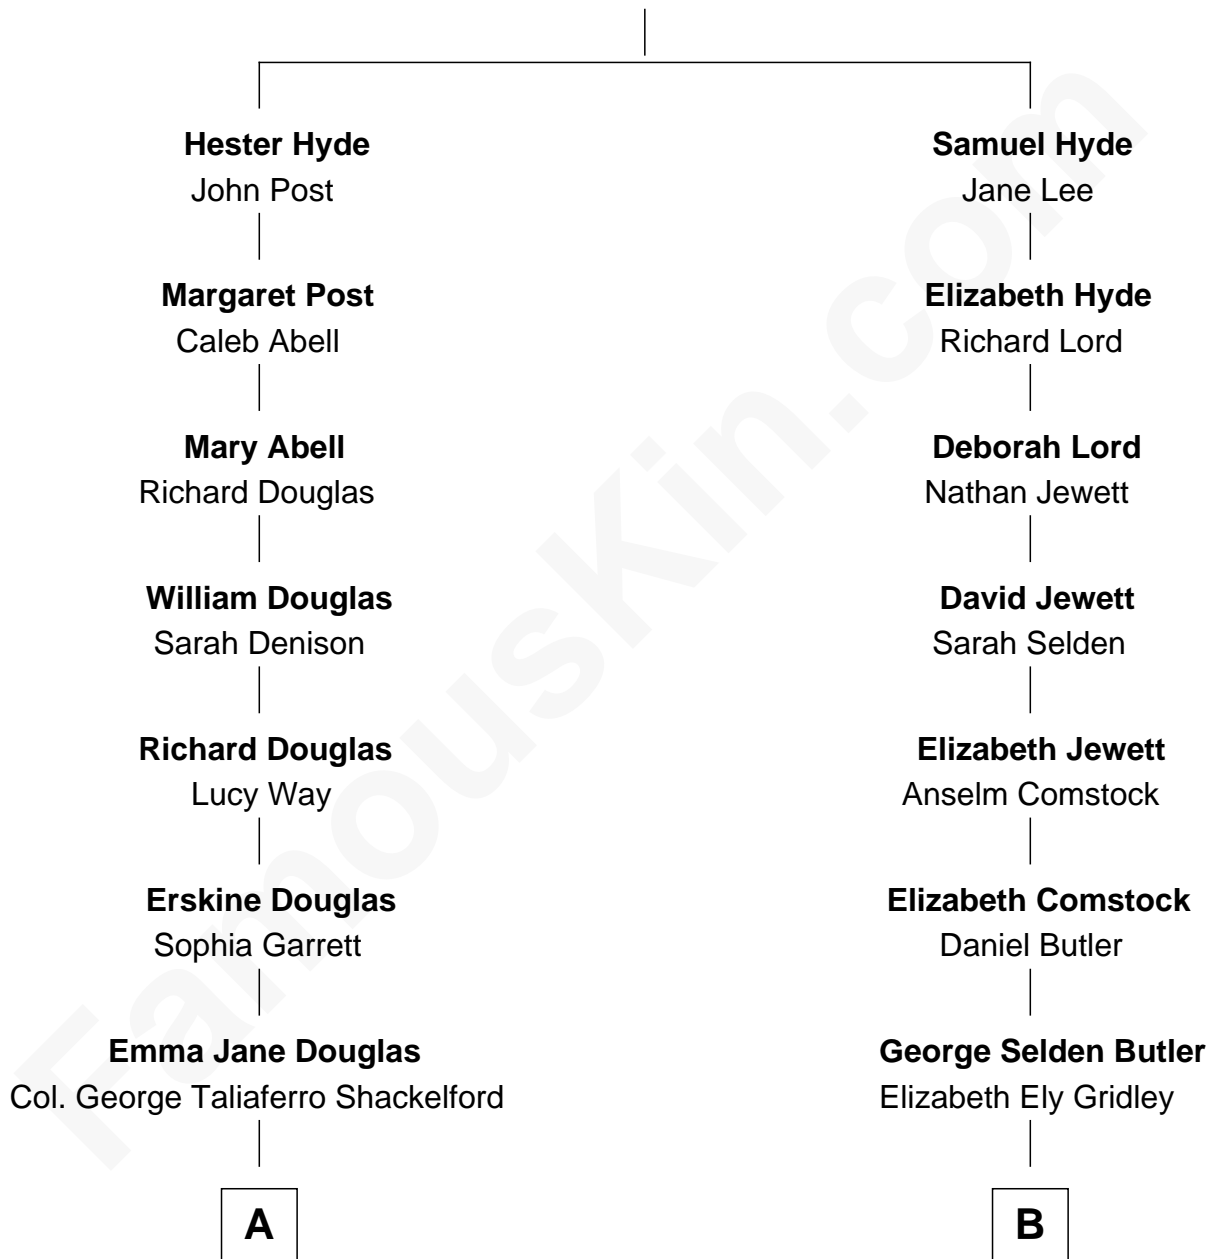 Hester Hyde
John Post
Margaret Post
Caleb Abell
Mary Abell
Richard Douglas
William Douglas
Sarah Denison
Richard Douglas
Lucy Way
Erskine Douglas
Sophia Garrett
Emma Jane Douglas
Col. George Taliaferro Shackelford
A
Samuel Hyde
Jane Lee
Elizabeth Hyde
Richard Lord
Deborah Lord
Nathan Jewett
David Jewett
Sarah Selden
Elizabeth Jewett
Anselm Comstock
Elizabeth Comstock
Daniel Butler
George Selden Butler
Elizabeth Ely Gridley
B
FamousKin.com